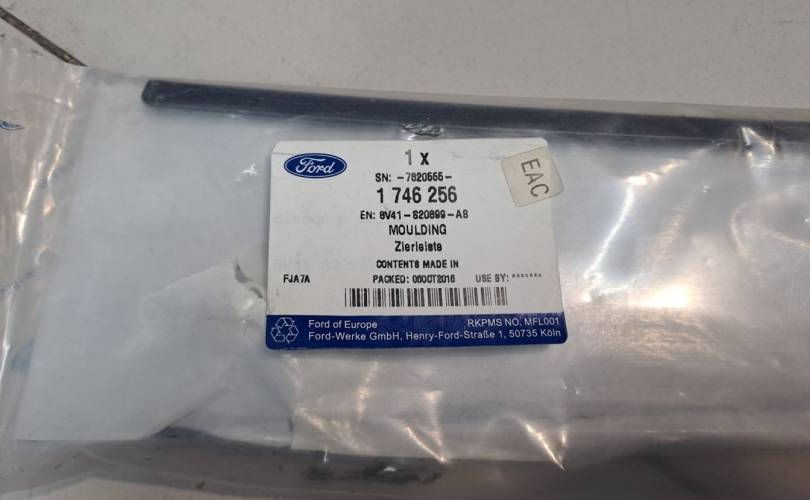 Ford
1 X
EAC
SN: -7820555-
1 746 256
EN: 8V41-S20899-AB
MOULDING
Zierleiste
CONTENTS MADE IN
FJA7A
PACKED: 06OCT2016
USE BY: *******
Ford of Europe
RKPMS NO. MFL001
Ford-Werke GmbH, Henry-Ford-Straße 1, 50735 Köln